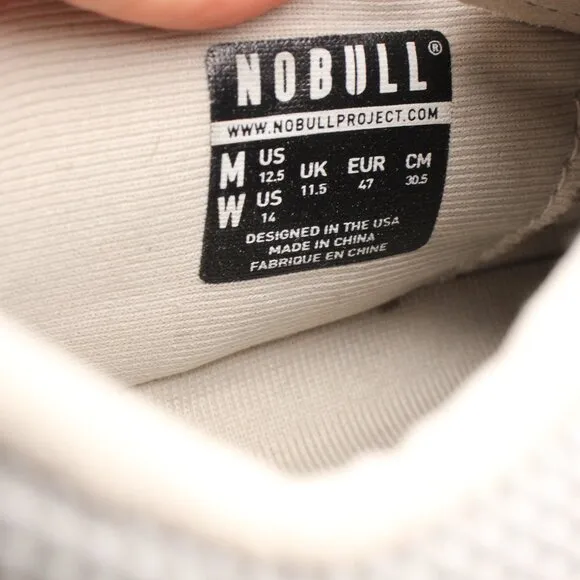 NOBULL®
WWW.NOBULLPROJECT.COM
M US 12.5 UK 11.5 EUR 47 CM 30.5
W US 14
DESIGNED IN THE USA
MADE IN CHINA
FABRIQUE EN CHINE